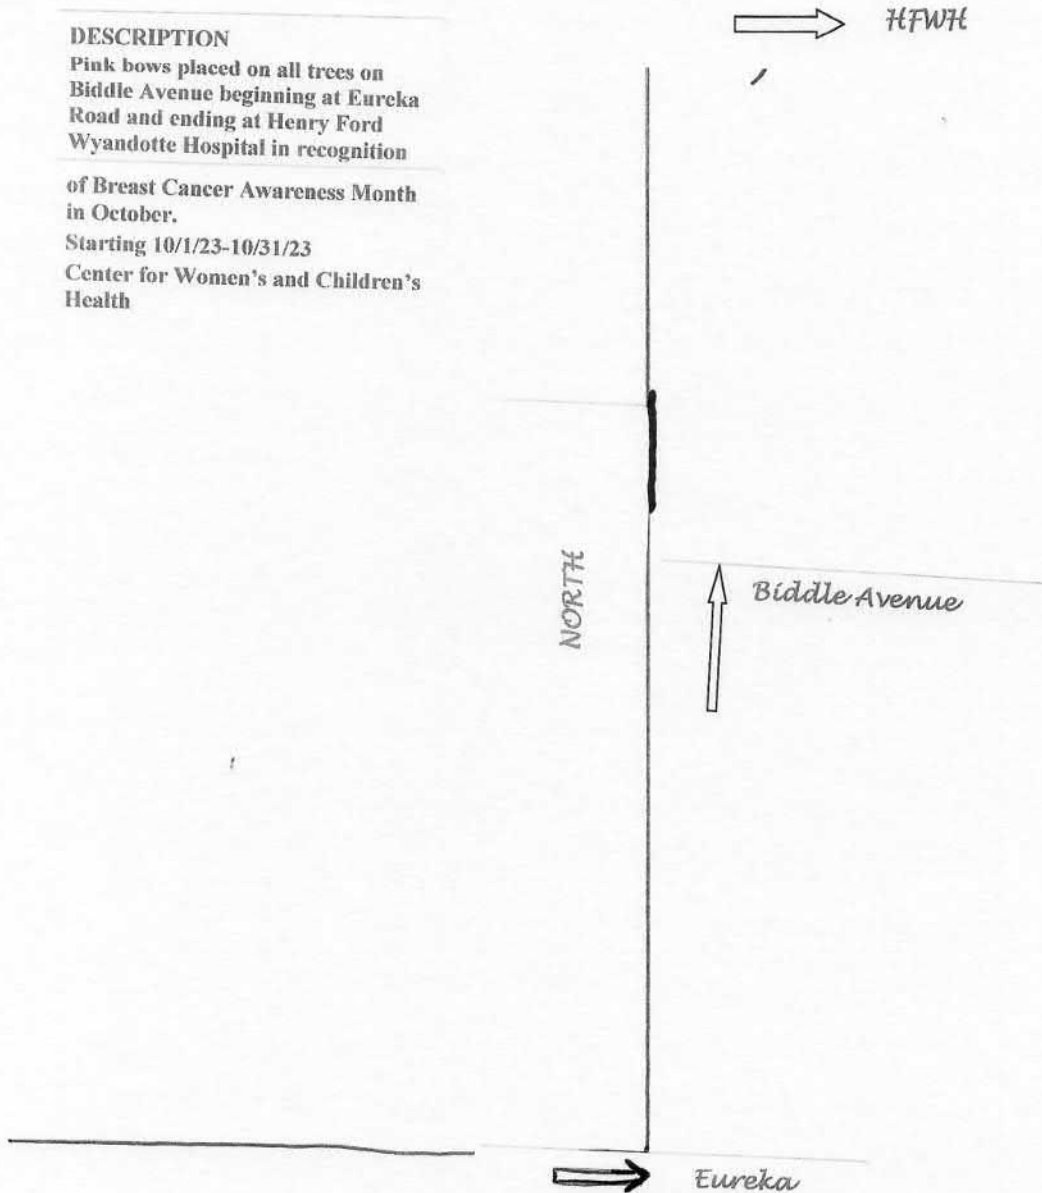 DESCRIPTION
Pink bows placed on all trees on
Biddle Avenue beginning at Eureka
Road and ending at Henry Ford
Wyandotte Hospital in recognition
of Breast Cancer Awareness Month
in October.
Starting 10/1/23-10/31/23
Center for Women's and Children's
Health
HFWH
NORTH
Biddle Avenue
Eureka